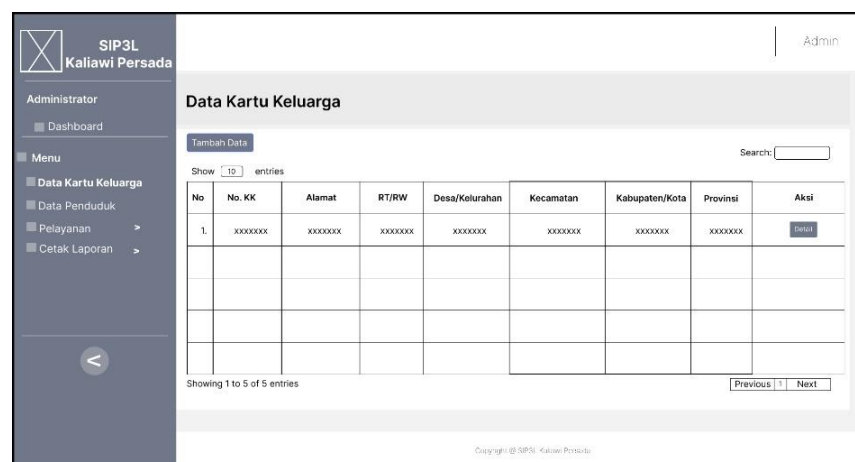 SIP3L
Kaliawi Persada
Admin
Administrator
Dashboard
Menu
Data Kartu Keluarga
Data Penduduk
Pelayanan >
Cetak Laporan >
<
Data Kartu Keluarga
Tambah Data
Search:
Show 10 entries
No No. KK Alamat RT/RW Desa/Kelurahan Kecamatan Kabupaten/Kota Provinsi Aksi
1. xxxxxxx xxxxxxx xxxxxxx xxxxxxx xxxxxxx xxxxxxx xxxxxxx Detail
Showing 1 to 5 of 5 entries
Previous 1 Next
Copyright @ SIP3L Kaliawi Persada